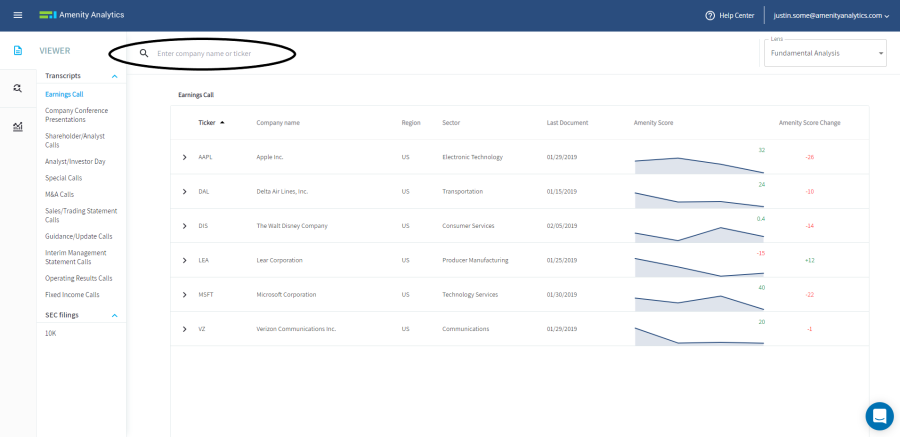 Amenity Analytics
Help Center
justin.some@amenityanalytics.com
VIEWER
Enter company name or ticker
Lens
Fundamental Analysis
Transcripts
Earnings Call
Company Conference
Presentations
Shareholder/Analyst
Calls
Analyst/Investor Day
Special Calls
M&A Calls
Sales/Trading Statement
Calls
Guidance/Update Calls
Interim Management
Statement Calls
Operating Results Calls
Fixed Income Calls
SEC filings
10K
Earnings Call
Ticker Company name Region Sector Last Document Amenity Score Amenity Score Change
AAPL Apple Inc. US Electronic Technology 01/29/2019 32 -26
DAL Delta Air Lines, Inc. US Transportation 01/15/2019 24 -10
DIS The Walt Disney Company US Consumer Services 02/05/2019 0.4 -14
LEA Lear Corporation US Producer Manufacturing 01/25/2019 -15 +12
MSFT Microsoft Corporation US Technology Services 01/30/2019 40 -22
VZ Verizon Communications Inc. US Communications 01/29/2019 20 -1